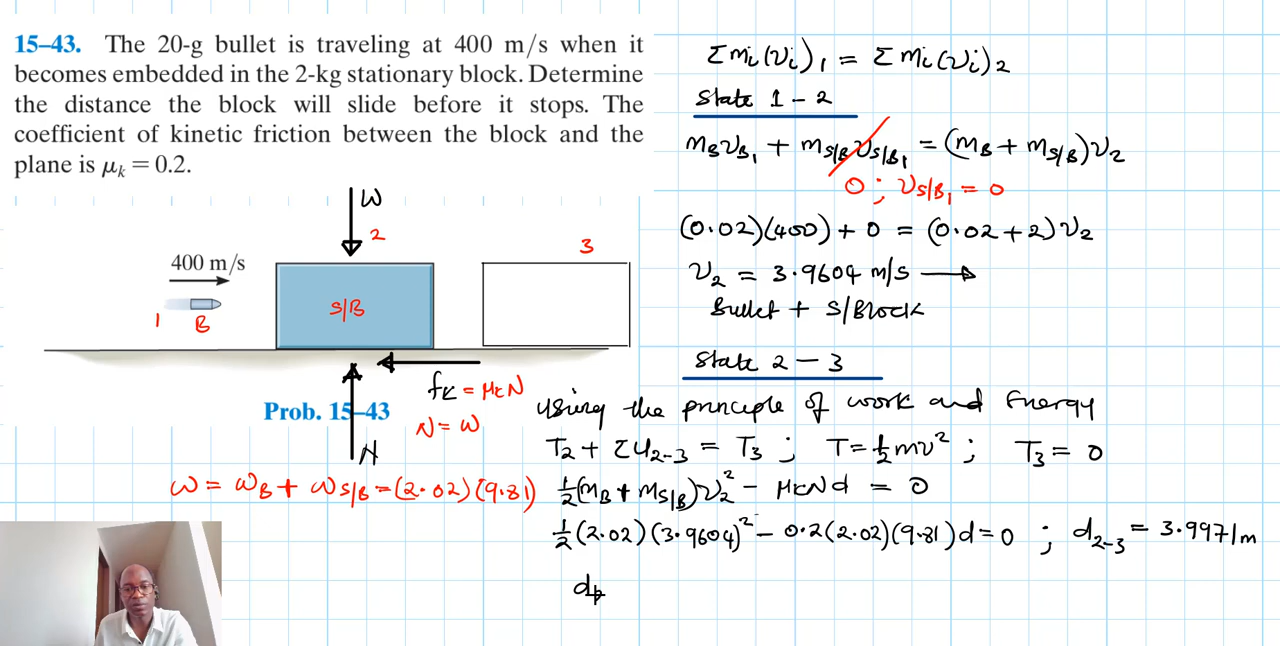 15–43. The 20-g bullet is traveling at 400 m/s when it
becomes embedded in the 2-kg stationary block. Determine
the distance the block will slide before it stops. The
coefficient of kinetic friction between the block and the
plane is μk = 0.2.
W
2
3
400 m/s
1
B
S/B
fk = μkN
N = W
Prob. 15–43
N
W = WB + WS/B = (2.02)(9.81)
Σmi(vi)1 = Σmi(vi)2
State 1 – 2
mBvB1 + mS/BvS/B1 = (mB + mS/B)v2
0 ; vS/B1 = 0
(0.02)(400) + 0 = (0.02 + 2)v2
v2 = 3.9604 m/s →
Bullet + S/Block
State 2 – 3
Using the principle of work and Energy
T2 + ΣU2–3 = T3 ; T = ½mv² ; T3 = 0
½(mB + mS/B)v2² – μkNd = 0
½(2.02)(3.9604)² – 0.2(2.02)(9.81)d = 0 ; d2–3 = 3.9971m